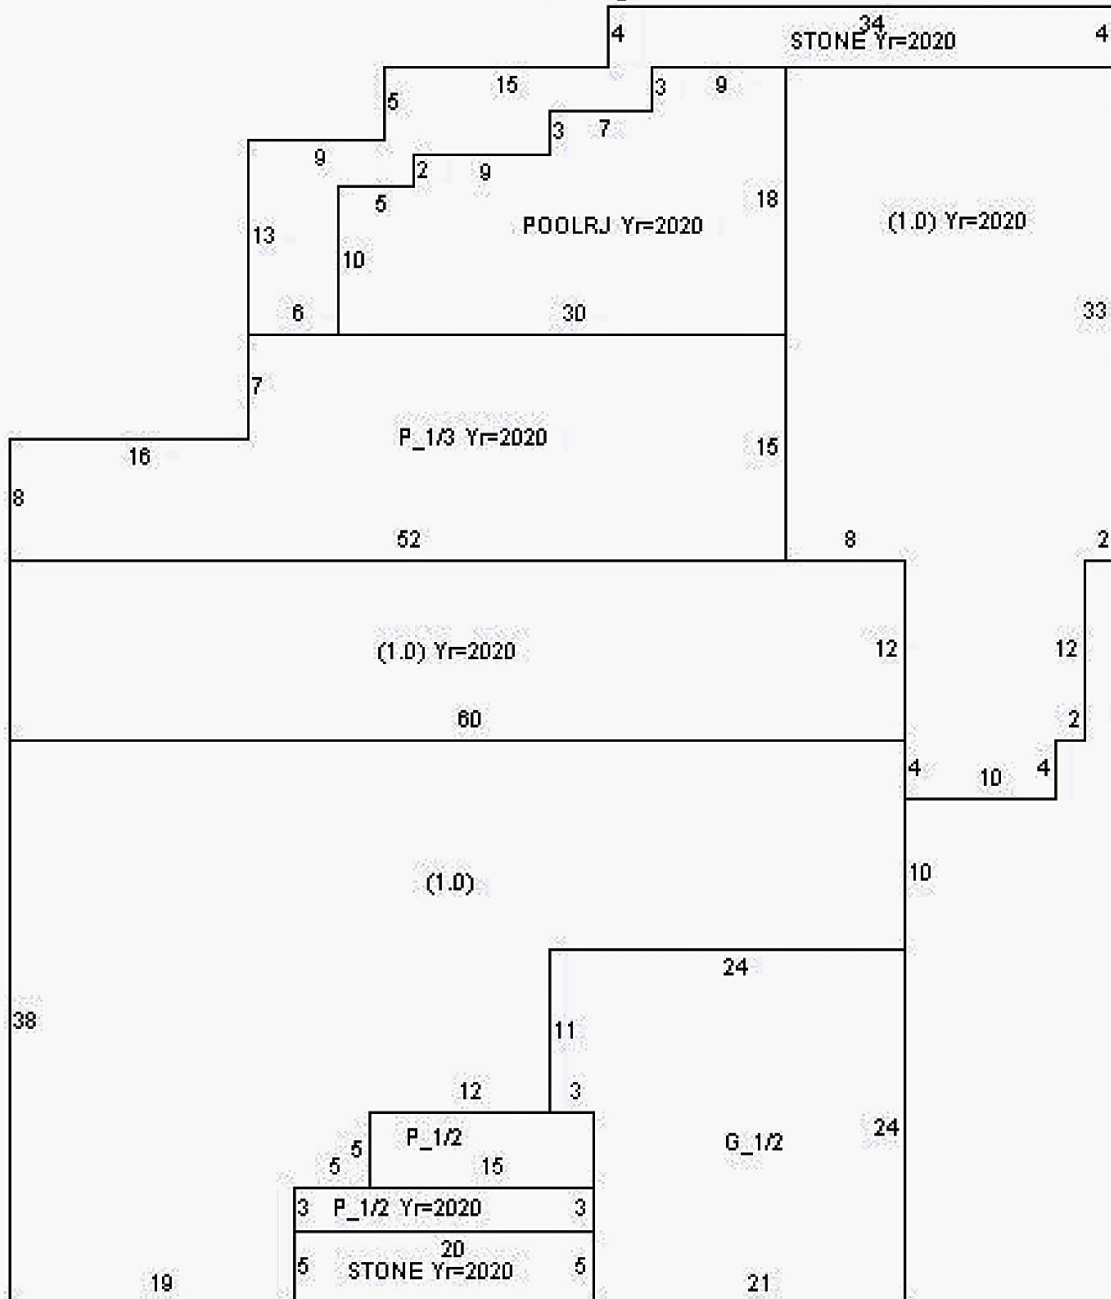 34
4 STONE Yr=2020 4
15 3 9
5
3 7
9 2 9
5 18
POOLRJ Yr=2020 (1.0) Yr=2020
13
10
6 30 33
7
P_1/3 Yr=2020 15
16
8
52 8 2
(1.0) Yr=2020 12 12
60 2
4 10 4
(1.0) 10
24
38 11
12 3
P_1/2 G_1/2 24
5
5 15
3 P_1/2 Yr=2020 3
20
5 STONE Yr=2020 5
19 21